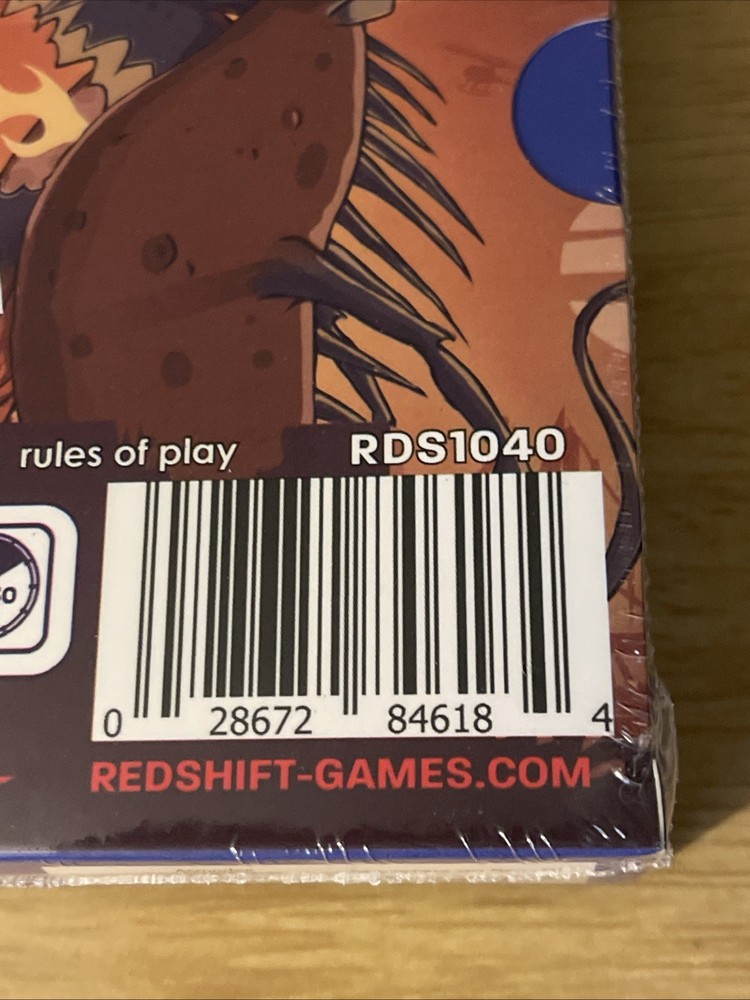 rules of play
RDS1040
0 28672 84618 4
REDSHIFT-GAMES.COM